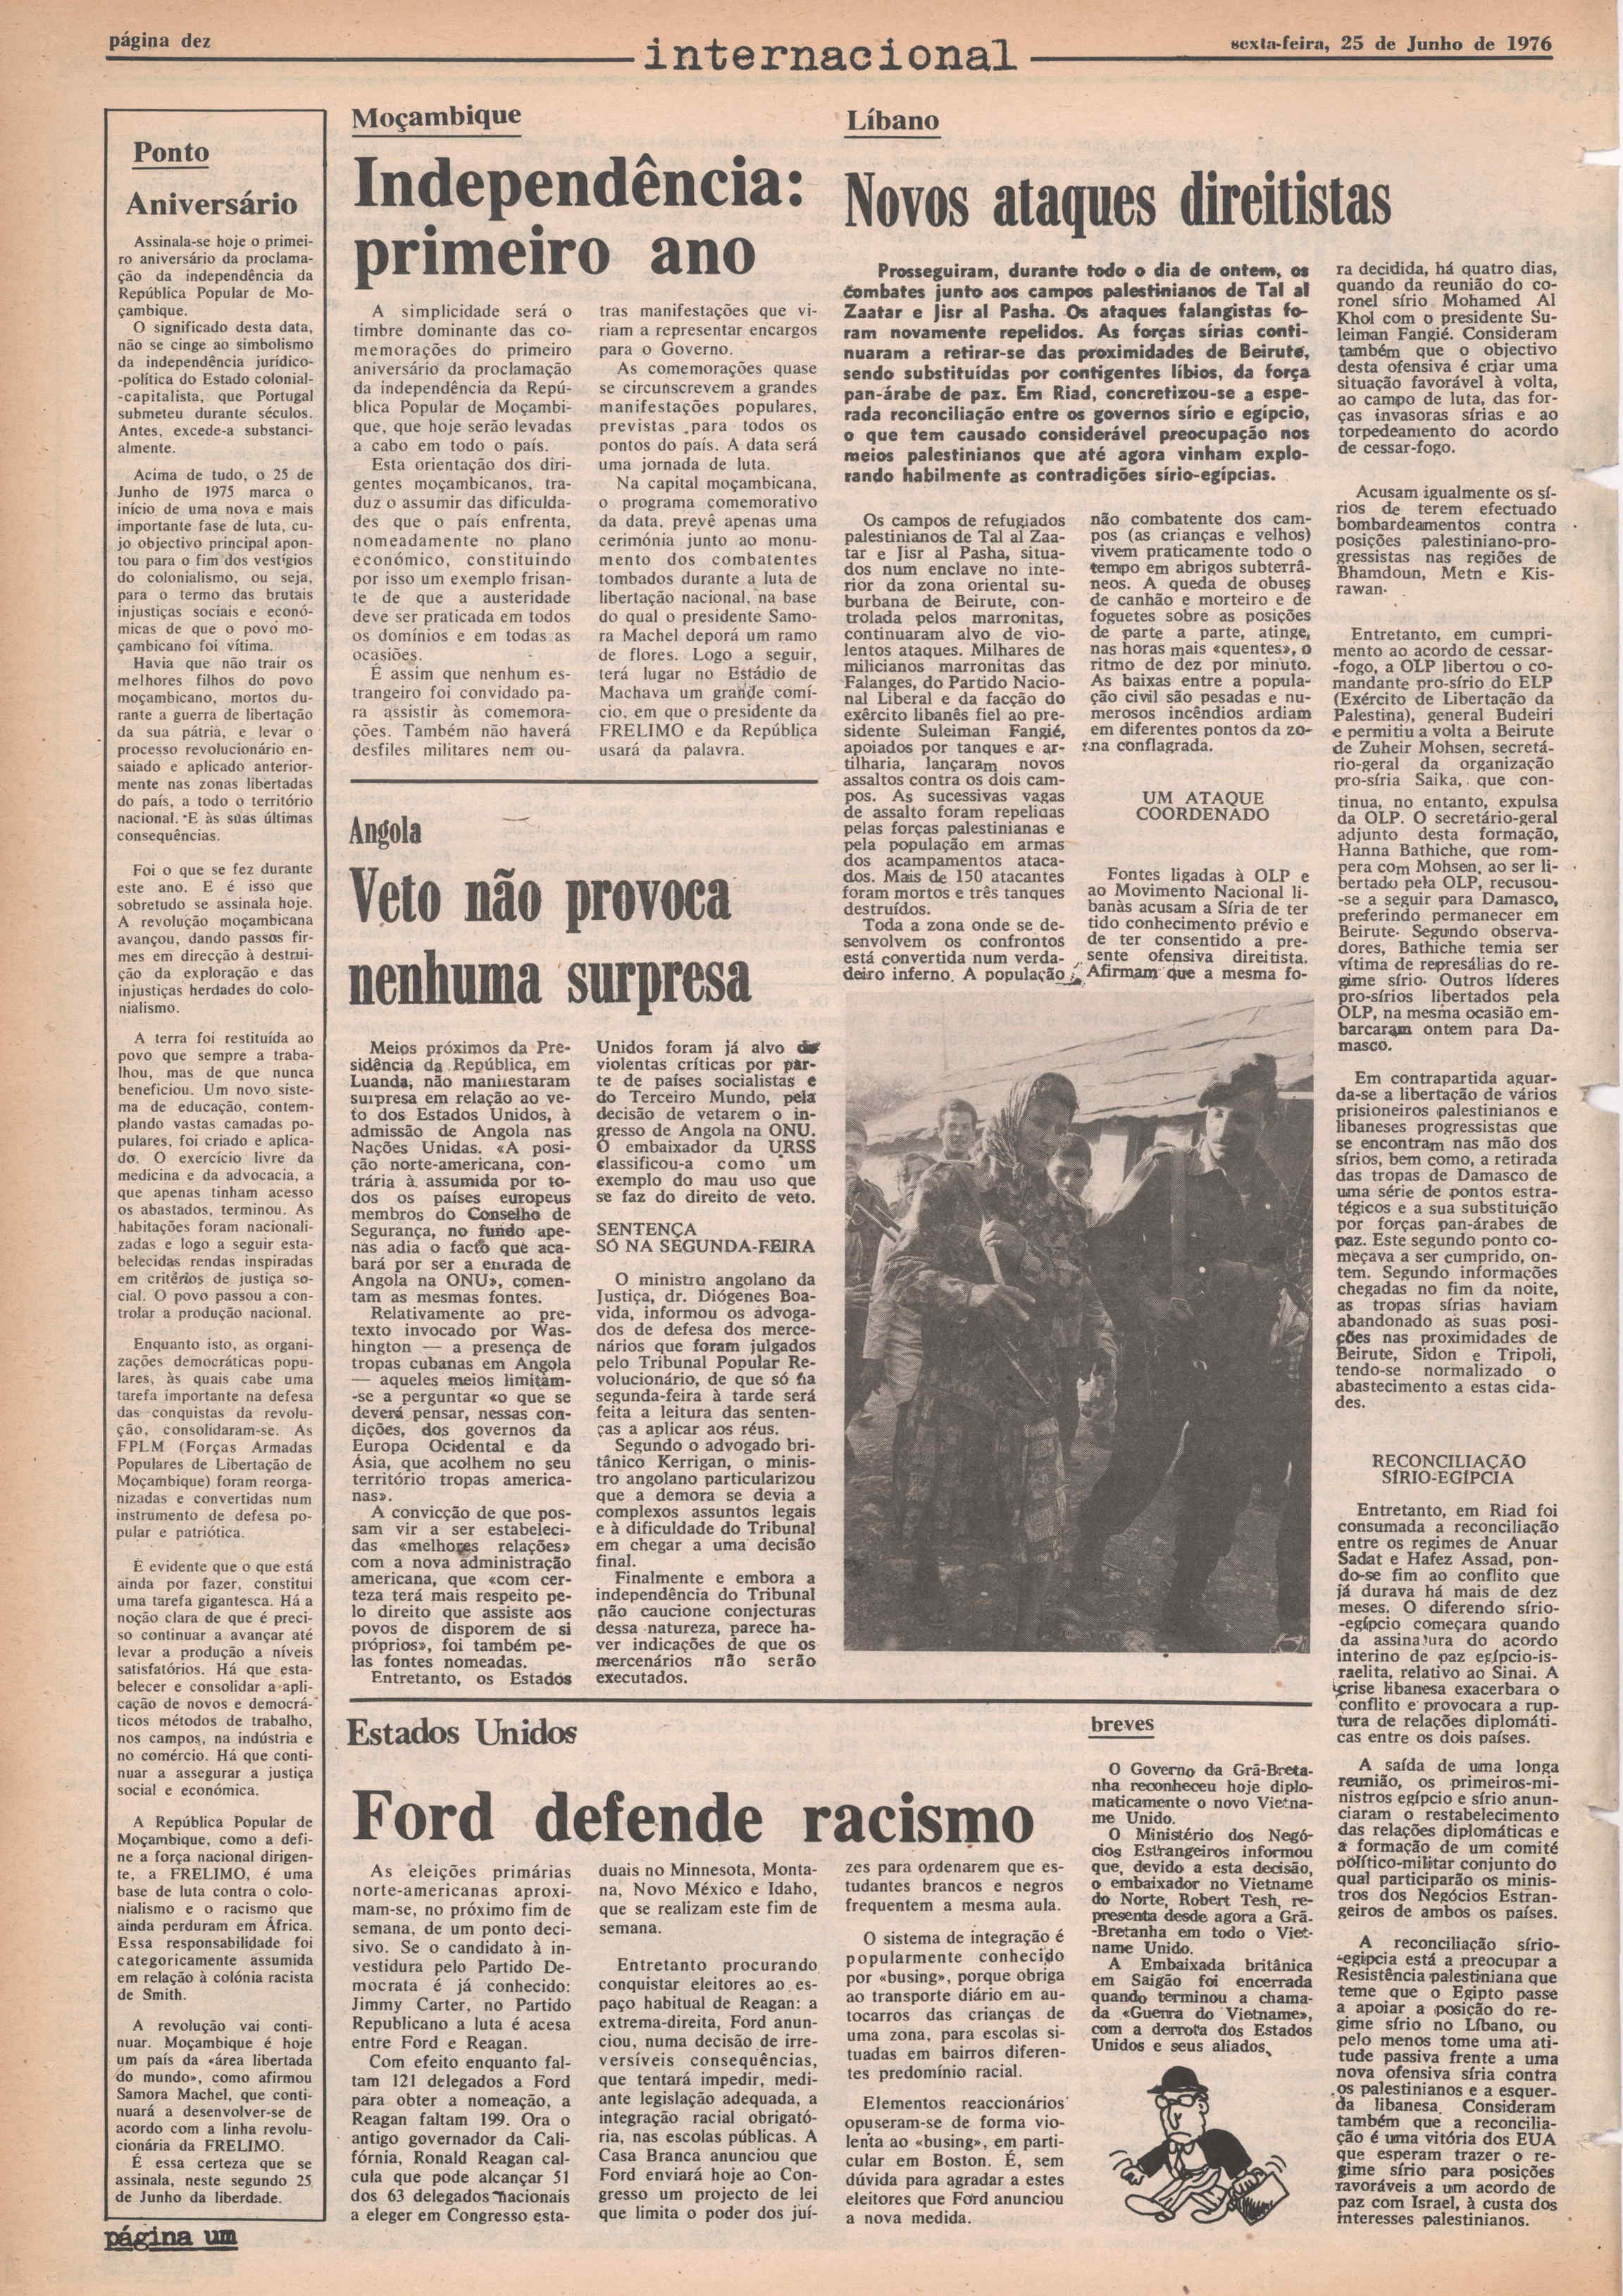 página dez
internacional
sexta-feira, 25 de Junho de 1976
Ponto
Aniversário
Assinala-se hoje o primei-
ro aniversário da proclama-
ção da independência da
República Popular de Mo-
çambique.
O significado desta data,
não se cinge ao simbolismo
da independência jurídico-
-política do Estado colonial-
-capitalista, que Portugal
submeteu durante séculos.
Antes, excede-a substanci-
almente.
Acima de tudo, o 25 de
Junho de 1975 marca o
início de uma nova e mais
importante fase de luta, cu-
jo objectivo principal apon-
tou para o fim dos vestígios
do colonialismo, ou seja,
para o termo das brutais
injustiças sociais e econó-
micas de que o povo mo-
çambicano foi vítima.
Havia que não trair os
melhores filhos do povo
moçambicano, mortos du-
rante a guerra de libertação
da sua pátria, e levar o
processo revolucionário en-
saiado e aplicado anterior-
mente nas zonas libertadas
do país, a todo o território
nacional. E às suas últimas
consequências.
Foi o que se fez durante
este ano. E é isso que
sobretudo se assinala hoje.
A revolução moçambicana
avançou, dando passos fir-
mes em direcção à destrui-
ção da exploração e das
injustiças herdades do colo-
nialismo.
A terra foi restituída ao
povo que sempre a traba-
lhou, mas de que nunca
beneficiou. Um novo siste-
ma de educação, contem-
plando vastas camadas po-
pulares, foi criado e aplica-
do. O exercício livre da
medicina e da advocacia, a
que apenas tinham acesso
os abastados, terminou. As
habitações foram nacionali-
zadas e logo a seguir esta-
belecidas rendas inspiradas
em critérios de justiça so-
cial. O povo passou a con-
trolar a produção nacional.
Enquanto isto, as organi-
zações democráticas popu-
lares, às quais cabe uma
tarefa importante na defesa
das conquistas da revolu-
ção, consolidaram-se. As
FPLM (Forças Armadas
Populares de Libertação de
Moçambique) foram reorga-
nizadas e convertidas num
instrumento de defesa po-
pular e patriótica.
É evidente que o que está
ainda por fazer, constitui
uma tarefa gigantesca. Há a
noção clara de que é preci-
so continuar a avançar até
levar a produção a níveis
satisfatórios. Há que esta-
belecer e consolidar a apli-
cação de novos e democrá-
ticos métodos de trabalho,
nos campos, na indústria e
no comércio. Há que conti-
nuar a assegurar a justiça
social e económica.
A República Popular de
Moçambique, como a defi-
ne a força nacional dirigen-
te, a FRELIMO, é uma
base de luta contra o colo-
nialismo e o racismo que
ainda perduram em África.
Essa responsabilidade foi
categoricamente assumida
em relação à colónia racista
de Smith.
A revolução vai conti-
nuar. Moçambique é hoje
um país da «área libertada
do mundo», como afirmou
Samora Machel, que conti-
nuará a desenvolver-se de
acordo com a linha revolu-
cionária da FRELIMO.
É essa certeza que se
assinala, neste segundo 25
de Junho da liberdade.
página um
Moçambique
Independência:
primeiro ano
A simplicidade será o
timbre dominante das co-
memorações do primeiro
aniversário da proclamação
da independência da Repú-
blica Popular de Moçambi-
que, que hoje serão levadas
a cabo em todo o país.
Esta orientação dos diri-
gentes moçambicanos, tra-
duz o assumir das dificulda-
des que o país enfrenta,
nomeadamente no plano
económico, constituindo
por isso um exemplo frisan-
te de que a austeridade
deve ser praticada em todos
os domínios e em todas as
ocasiões.
É assim que nenhum es-
trangeiro foi convidado pa-
ra assistir às comemora-
ções. Também não haverá
desfiles militares nem ou-
tras manifestações que vi-
riam a representar encargos
para o Governo.
As comemorações quase
se circunscrevem a grandes
manifestações populares,
previstas para todos os
pontos do país. A data será
uma jornada de luta.
Na capital moçambicana,
o programa comemorativo
da data, prevê apenas uma
cerimónia junto ao monu-
mento dos combatentes
tombados durante a luta de
libertação nacional, na base
do qual o presidente Samo-
ra Machel deporá um ramo
de flores. Logo a seguir,
terá lugar no Estádio de
Machava um grande comí-
cio, em que o presidente da
FRELIMO e da República
usará da palavra.
Angola
Veto não provoca
nenhuma surpresa
Meios próximos da Pre-
sidência da República, em
Luanda, não manifestaram
surpresa em relação ao ve-
to dos Estados Unidos, à
admissão de Angola nas
Nações Unidas. «A posi-
ção norte-americana, con-
trária à assumida por to-
dos os países europeus
membros do Conselho de
Segurança, no fundo ape-
nas adia o facto que aca-
bará por ser a entrada de
Angola na ONU», comen-
tam as mesmas fontes.
Relativamente ao pre-
texto invocado por Was-
hington — a presença de
tropas cubanas em Angola
— aqueles meios limitam-
-se a perguntar «o que se
deverá pensar, nessas con-
dições, dos governos da
Europa Ocidental e da
Ásia, que acolhem no seu
território tropas america-
nas».
A convicção de que pos-
sam vir a ser estabeleci-
das «melhores relações»
com a nova administração
americana, que «com cer-
teza terá mais respeito pe-
lo direito que assiste aos
povos de disporem de si
próprios», foi também pe-
las fontes nomeadas.
Entretanto, os Estados
Unidos foram já alvo de
violentas críticas por par-
te de países socialistas e
do Terceiro Mundo, pela
decisão de vetarem o in-
gresso de Angola na ONU.
O embaixador da URSS
classificou-a como um
exemplo do mau uso que
se faz do direito de veto.
SENTENÇA
SÓ NA SEGUNDA-FEIRA
O ministro angolano da
Justiça, dr. Diógenes Boa-
vida, informou os advoga-
dos de defesa dos merce-
nários que foram julgados
pelo Tribunal Popular Re-
volucionário, de que só na
segunda-feira à tarde será
feita a leitura das senten-
ças a aplicar aos réus.
Segundo o advogado bri-
tânico Kerrigan, o minis-
tro angolano particularizou
que a demora se devia a
complexos assuntos legais
e à dificuldade do Tribunal
em chegar a uma decisão
final.
Finalmente e embora a
independência do Tribunal
não caucione conjecturas
dessa natureza, parece ha-
ver indicações de que os
mercenários não serão
executados.
Líbano
Novos ataques direitistas
Prosseguiram, durante todo o dia de ontem, os
combates junto aos campos palestinianos de Tal al
Zaatar e Jisr al Pasha. Os ataques falangistas fo-
ram novamente repelidos. As forças sírias conti-
nuaram a retirar-se das proximidades de Beirute,
sendo substituídas por contigentes líbios, da força
pan-árabe de paz. Em Riad, concretizou-se a espe-
rada reconciliação entre os governos sírio e egípcio,
o que tem causado considerável preocupação nos
meios palestinianos que até agora vinham explo-
rando habilmente as contradições sírio-egípcias.
Os campos de refugiados
palestinianos de Tal al Zaa-
tar e Jisr al Pasha, situa-
dos num enclave no inte-
rior da zona oriental su-
burbana de Beirute, con-
trolada pelos marronitas,
continuaram alvo de vio-
lentos ataques. Milhares de
milicianos marronitas das
Falanges, do Partido Nacio-
nal Liberal e da facção do
exército libanês fiel ao pre-
sidente Suleiman Fangié,
apoiados por tanques e ar-
tilharia, lançaram novos
assaltos contra os dois cam-
pos. As sucessivas vagas
de assalto foram repelidas
pelas forças palestinianas e
pela população em armas
dos acampamentos ataca-
dos. Mais de 150 atacantes
foram mortos e três tanques
destruídos.
Toda a zona onde se de-
senvolvem os confrontos
está convertida num verda-
deiro inferno. A população
não combatente dos cam-
pos (as crianças e velhos)
vivem praticamente todo o
tempo em abrigos subterrâ-
neos. A queda de obuses
de canhão e morteiro e de
foguetes sobre as posições
de parte a parte, atinge,
nas horas mais «quentes», o
ritmo de dez por minuto.
As baixas entre a popula-
ção civil são pesadas e nu-
merosos incêndios ardiam
em diferentes pontos da zo-
na conflagrada.
UM ATAQUE
COORDENADO
Fontes ligadas à OLP e
ao Movimento Nacional li-
banàs acusam a Síria de ter
tido conhecimento prévio e
de ter consentido a pre-
sente ofensiva direitista.
Afirmam que a mesma fo-
ra decidida, há quatro dias,
quando da reunião do co-
ronel sírio Mohamed Al
Khol com o presidente Su-
leiman Fangié. Consideram
também que o objectivo
desta ofensiva é criar uma
situação favorável à volta,
ao campo de luta, das for-
ças invasoras sírias e ao
torpedeamento do acordo
de cessar-fogo.
Acusam igualmente os sí-
rios de terem efectuado
bombardeamentos contra
posições palestiniano-pro-
gressistas nas regiões de
Bhamdoun, Metn e Kis-
rawan.
Entretanto, em cumpri-
mento ao acordo de cessar-
-fogo, a OLP libertou o co-
mandante pro-sírio do ELP
(Exército de Libertação da
Palestina), general Budeiri
e permitiu a volta a Beirute
de Zuheir Mohsen, secretá-
rio-geral da organização
pro-síria Saika, que con-
tinua, no entanto, expulsa
da OLP. O secretário-geral
adjunto desta formação,
Hanna Bathiche, que rom-
pera com Mohsen, ao ser li-
bertado pela OLP, recusou-
-se a seguir para Damasco,
preferindo permanecer em
Beirute. Segundo observa-
dores, Bathiche temia ser
vítima de represálias do re-
gime sírio. Outros líderes
pro-sírios libertados pela
OLP, na mesma ocasião em-
barcaram ontem para Da-
masco.
Em contrapartida aguar-
da-se a libertação de vários
prisioneiros palestinianos e
libaneses progressistas que
se encontram nas mão dos
sírios, bem como, a retirada
das tropas de Damasco de
uma série de pontos estra-
tégicos e a sua substituição
por forças pan-árabes de
paz. Este segundo ponto co-
meçava a ser cumprido, on-
tem. Segundo informações
chegadas no fim da noite,
as tropas sírias haviam
abandonado as suas posi-
ções nas proximidades de
Beirute, Sidon e Tripoli,
tendo-se normalizado o
abastecimento a estas cida-
des.
RECONCILIAÇÃO
SÍRIO-EGÍPCIA
Entretanto, em Riad foi
consumada a reconciliação
entre os regimes de Anuar
Sadat e Hafez Assad, pon-
do-se fim ao conflito que
já durava há mais de dez
meses. O diferendo sírio-
-egípcio começara quando
da assinatura do acordo
interino de paz egípcio-is-
raelita, relativo ao Sinai. A
crise libanesa exacerbara o
conflito e provocara a rup-
tura de relações diplomáti-
cas entre os dois países.
A saída de uma longa
reunião, os primeiros-mi-
nistros egípcio e sírio anun-
ciaram o restabelecimento
das relações diplomáticas e
a formação de um comité
político-militar conjunto do
qual participarão os minis-
tros dos Negócios Estran-
geiros de ambos os países.
A reconciliação sírio-
-egípcia está a preocupar a
Resistência palestiniana que
teme que o Egipto passe
a apoiar a posição do re-
gime sírio no Líbano, ou
pelo menos tome uma ati-
tude passiva frente a uma
nova ofensiva síria contra
os palestinianos e a esquer-
da libanesa. Consideram
também que a reconcilia-
ção é uma vitória dos EUA
que esperam trazer o re-
gime sírio para posições
favoráveis a um acordo de
paz com Israel, à custa dos
interesses palestinianos.
Estados Unidos
Ford defende racismo
As eleições primárias
norte-americanas aproxi-
mam-se, no próximo fim de
semana, de um ponto deci-
sivo. Se o candidato à in-
vestidura pelo Partido De-
mocrata é já conhecido:
Jimmy Carter, no Partido
Republicano a luta é acesa
entre Ford e Reagan.
Com efeito enquanto fal-
tam 121 delegados a Ford
para obter a nomeação, a
Reagan faltam 199. Ora o
antigo governador da Cali-
fórnia, Ronald Reagan cal-
cula que pode alcançar 51
dos 63 delegados nacionais
a eleger em Congresso esta-
duais no Minnesota, Monta-
na, Novo México e Idaho,
que se realizam este fim de
semana.
Entretanto procurando
conquistar eleitores ao es-
paço habitual de Reagan: a
extrema-direita, Ford anun-
ciou, numa decisão de irre-
versíveis consequências,
que tentará impedir, medi-
ante legislação adequada, a
integração racial obrigató-
ria, nas escolas públicas. A
Casa Branca anunciou que
Ford enviará hoje ao Con-
gresso um projecto de lei
que limita o poder dos juí-
zes para ordenarem que es-
tudantes brancos e negros
frequentem a mesma aula.
O sistema de integração é
popularmente conhecido
por «busing», porque obriga
ao transporte diário em au-
tocarros das crianças de
uma zona, para escolas si-
tuadas em bairros diferen-
tes predomínio racial.
Elementos reaccionários
opuseram-se de forma vio-
lenta ao «busing», em parti-
cular em Boston. É, sem
dúvida para agradar a estes
eleitores que Ford anunciou
a nova medida.
breves
O Governo da Grã-Breta-
nha reconheceu hoje diplo-
maticamente o novo Vietna-
me Unido.
O Ministério dos Negó-
cios Estrangeiros informou
que, devido a esta decisão,
o embaixador no Vietname
do Norte, Robert Tesh, re-
presenta desde agora a Grã-
-Bretanha em todo o Viet-
name Unido.
A Embaixada britânica
em Saigão foi encerrada
quando terminou a chama-
da «Guerra do Vietname»,
com a derrota dos Estados
Unidos e seus aliados.